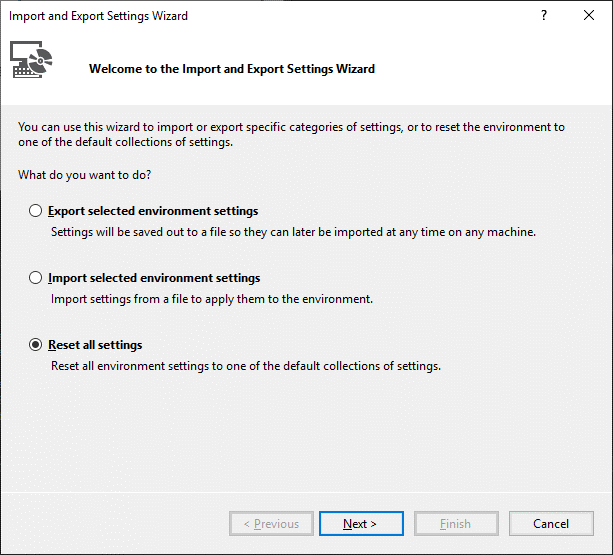 Import and Export Settings Wizard
?
Welcome to the Import and Export Settings Wizard
You can use this wizard to import or export specific categories of settings, or to reset the environment to
one of the default collections of settings.
What do you want to do?
Export selected environment settings
Settings will be saved out to a file so they can later be imported at any time on any machine.
Import selected environment settings
Import settings from a file to apply them to the environment.
Reset all settings
Reset all environment settings to one of the default collections of settings.
< Previous
Next >
Finish
Cancel